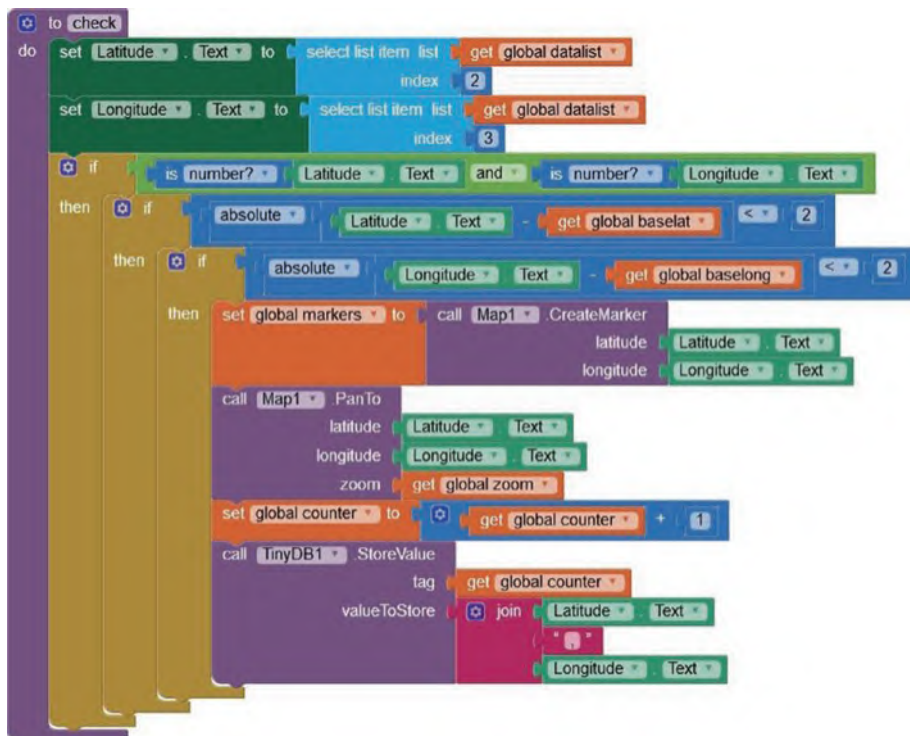 to check
do set Latitude . Text to select list item list get global datalist
index 2
set Longitude . Text to select list item list get global datalist
index 3
if is number? Latitude . Text and is number? Longitude . Text
then if absolute Latitude . Text - get global baselat < 2
then if absolute Longitude . Text - get global baselong < 2
then set global markers to call Map1 .CreateMarker
latitude Latitude . Text
longitude Longitude . Text
call Map1 .PanTo
latitude Latitude . Text
longitude Longitude . Text
zoom get global zoom
set global counter to get global counter + 1
call TinyDB1 .StoreValue
tag get global counter
valueToStore join Latitude . Text
" , "
Longitude . Text